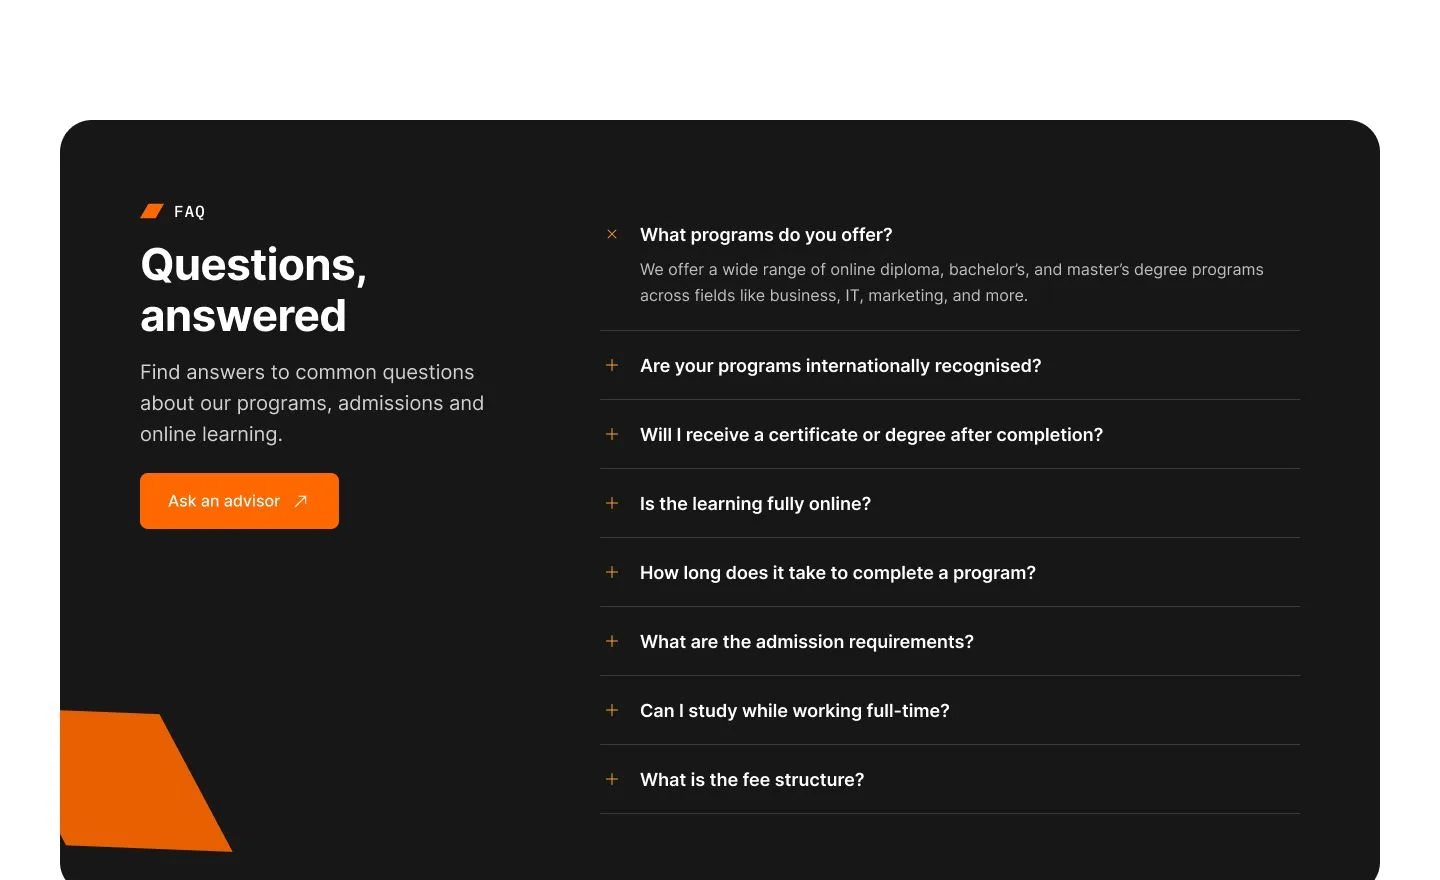 FAQ
Questions,
answered
Find answers to common questions
about our programs, admissions and
online learning.
Ask an advisor
What programs do you offer?
We offer a wide range of online diploma, bachelor’s, and master’s degree programs
across fields like business, IT, marketing, and more.
Are your programs internationally recognised?
Will I receive a certificate or degree after completion?
Is the learning fully online?
How long does it take to complete a program?
What are the admission requirements?
Can I study while working full-time?
What is the fee structure?